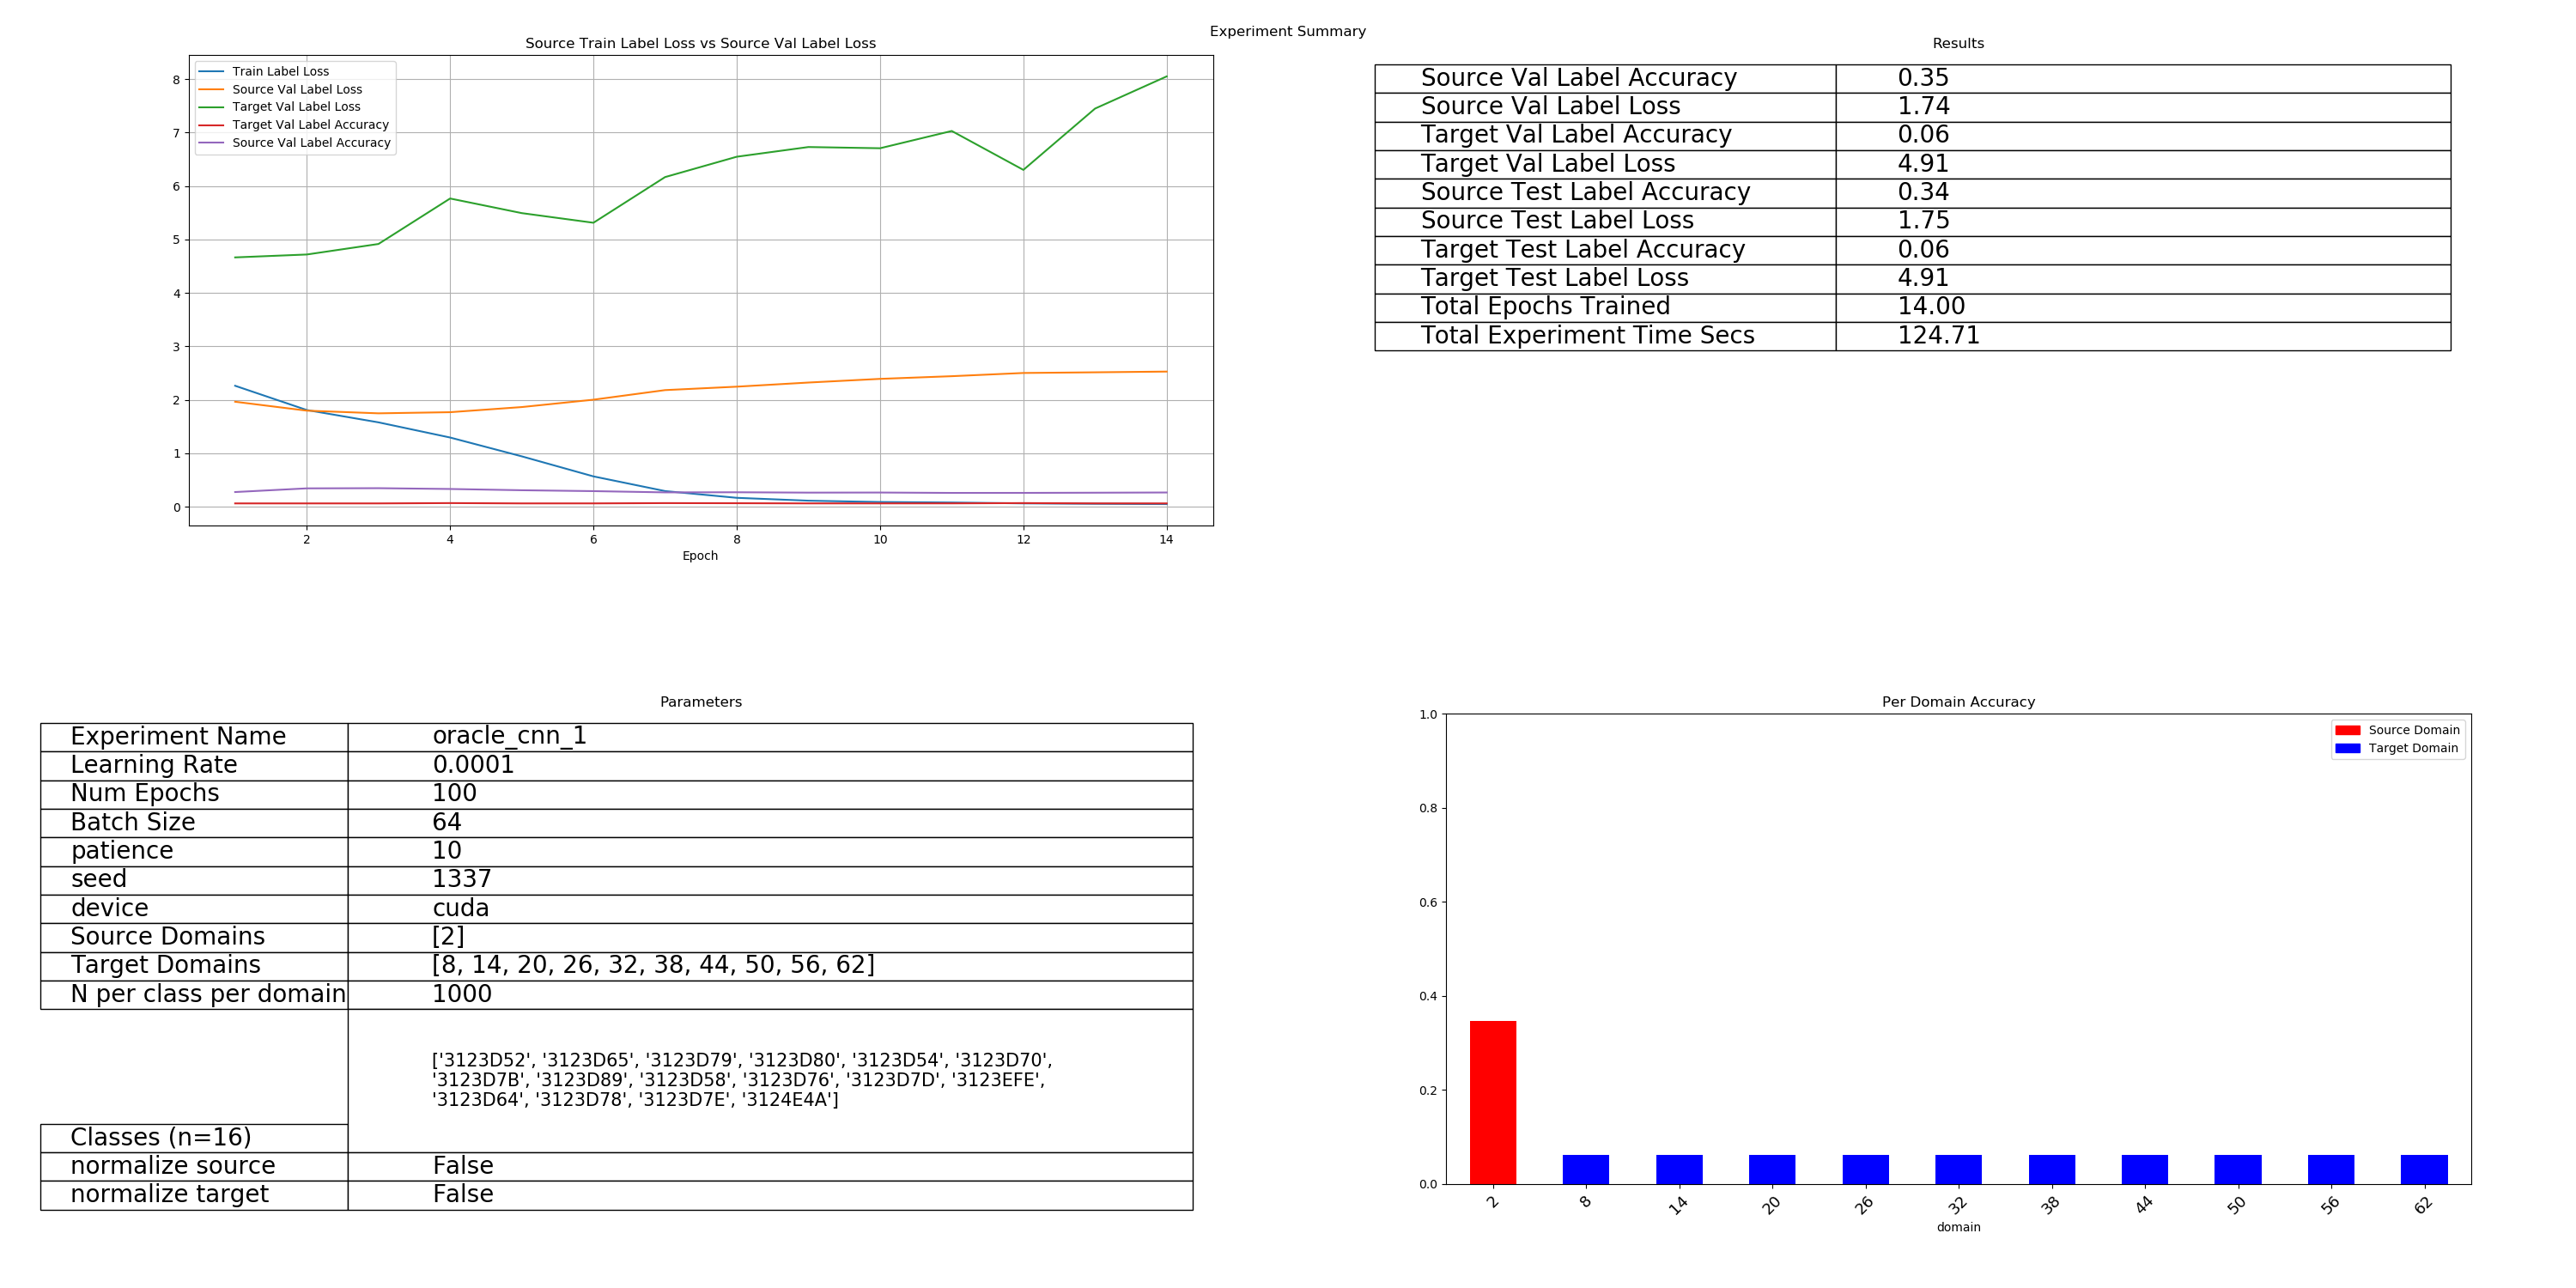 Experiment Summary
Source Train Label Loss vs Source Val Label Loss
Train Label Loss
Source Val Label Loss
Target Val Label Loss
Target Val Label Accuracy
Source Val Label Accuracy
8
7
6
5
4
3
2
1
0
2 4 6 8 10 12 14
Epoch
Results
Source Val Label Accuracy 0.35
Source Val Label Loss 1.74
Target Val Label Accuracy 0.06
Target Val Label Loss 4.91
Source Test Label Accuracy 0.34
Source Test Label Loss 1.75
Target Test Label Accuracy 0.06
Target Test Label Loss 4.91
Total Epochs Trained 14.00
Total Experiment Time Secs 124.71
Parameters
Experiment Name oracle_cnn_1
Learning Rate 0.0001
Num Epochs 100
Batch Size 64
patience 10
seed 1337
device cuda
Source Domains [2]
Target Domains [8, 14, 20, 26, 32, 38, 44, 50, 56, 62]
N per class per domain 1000
['3123D52', '3123D65', '3123D79', '3123D80', '3123D54', '3123D70',
'3123D7B', '3123D89', '3123D58', '3123D76', '3123D7D', '3123EFE',
'3123D64', '3123D78', '3123D7E', '3124E4A']
Classes (n=16)
normalize source False
normalize target False
Per Domain Accuracy
Source Domain
Target Domain
1.0
0.8
0.6
0.4
0.2
0.0
2 8 14 20 26 32 38 44 50 56 62
domain